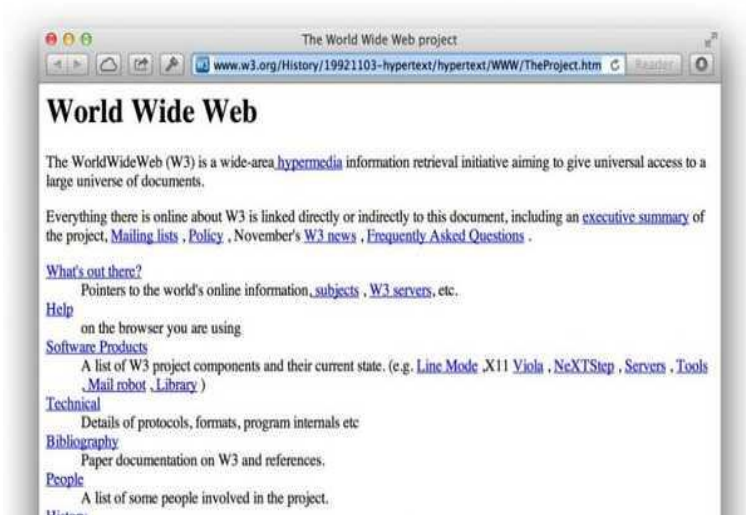 The World Wide Web project
www.w3.org/History/19921103-hypertext/hypertext/WWW/TheProject.htm
Reader
World Wide Web
The WorldWideWeb (W3) is a wide-area hypermedia information retrieval initiative aiming to give universal access to a
large universe of documents.
Everything there is online about W3 is linked directly or indirectly to this document, including an executive summary of
the project, Mailing lists , Policy , November's W3 news , Frequently Asked Questions .
What's out there?
Pointers to the world's online information, subjects , W3 servers, etc.
Help
on the browser you are using
Software Products
A list of W3 project components and their current state. (e.g. Line Mode ,X11 Viola , NeXTStep , Servers , Tools
, Mail robot , Library )
Technical
Details of protocols, formats, program internals etc
Bibliography
Paper documentation on W3 and references.
People
A list of some people involved in the project.
History